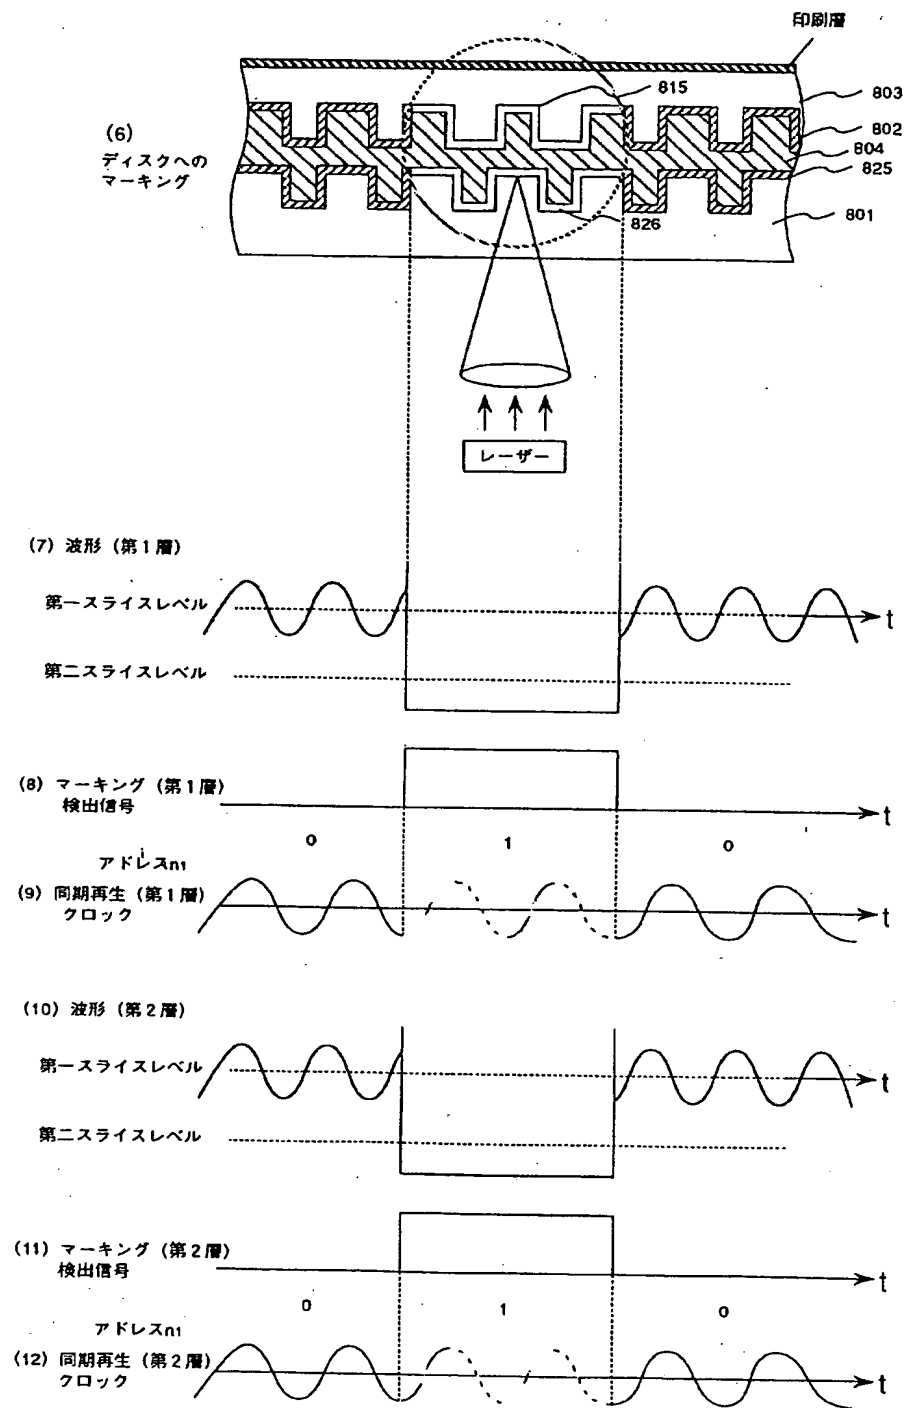 印刷層
803
815
(6)
ディスクへの
マーキング
802
804
825
801
826
レーザー
(7) 波形 (第1層)
第一スライスレベル
t
第二スライスレベル
(8) マーキング (第1層)
検出信号
t
0
1
0
アドレスn1
(9) 同期再生 (第1層)
クロック
t
(10) 波形 (第2層)
第一スライスレベル
t
第二スライスレベル
(11) マーキング (第2層)
検出信号
t
0
1
0
アドレスn1
(12) 同期再生 (第2層)
クロック
t